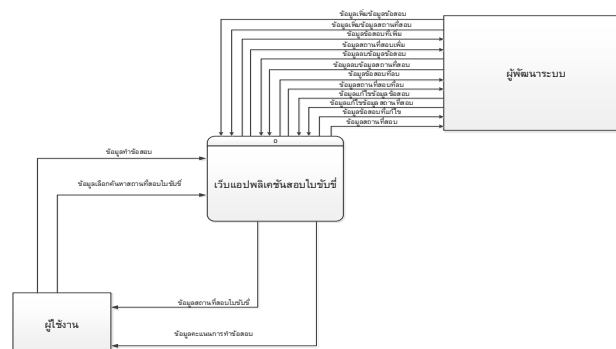 ข้อมูลเพิ่มข้อมูลข้อสอบ
ข้อมูลเพิ่มข้อมูลสถานที่สอบ
ข้อมูลข้อสอบที่เพิ่ม
ข้อมูลสถานที่สอบเพิ่ม
ข้อมูลลบข้อมูลข้อสอบ
ข้อมูลลบข้อมูลสถานที่สอบ
ข้อมูลข้อสอบที่ลบ
ข้อมูลสถานที่สอบที่ลบ
ข้อมูลแก้ไขข้อมูลข้อสอบ
ข้อมูลแก้ไขข้อมูลสถานที่สอบ
ข้อมูลข้อสอบที่แก้ไข
ข้อมูลสถานที่สอบ
ผู้พัฒนาระบบ
0
เว็บแอปพลิเคชันสอบใบขับขี่
ข้อมูลทำข้อสอบ
ข้อมูลเลือกค้นหาสถานที่สอบใบขับขี่
ข้อมูลสถานที่สอบใบขับขี่
ผู้ใช้งาน
ข้อมูลคะแนนการทำข้อสอบ